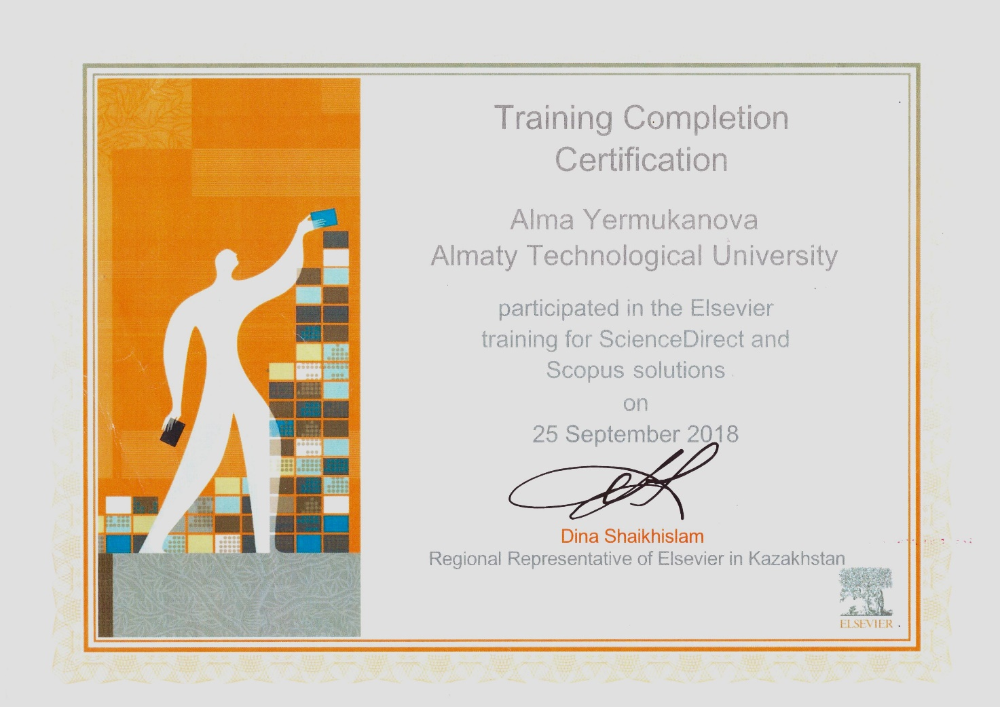 Training Completion
Certification
Alma Yermukanova
Almaty Technological University
participated in the Elsevier
training for ScienceDirect and
Scopus solutions
on
25 September 2018
Dina Shaikhislam
Regional Representative of Elsevier in Kazakhstan
ELSEVIER